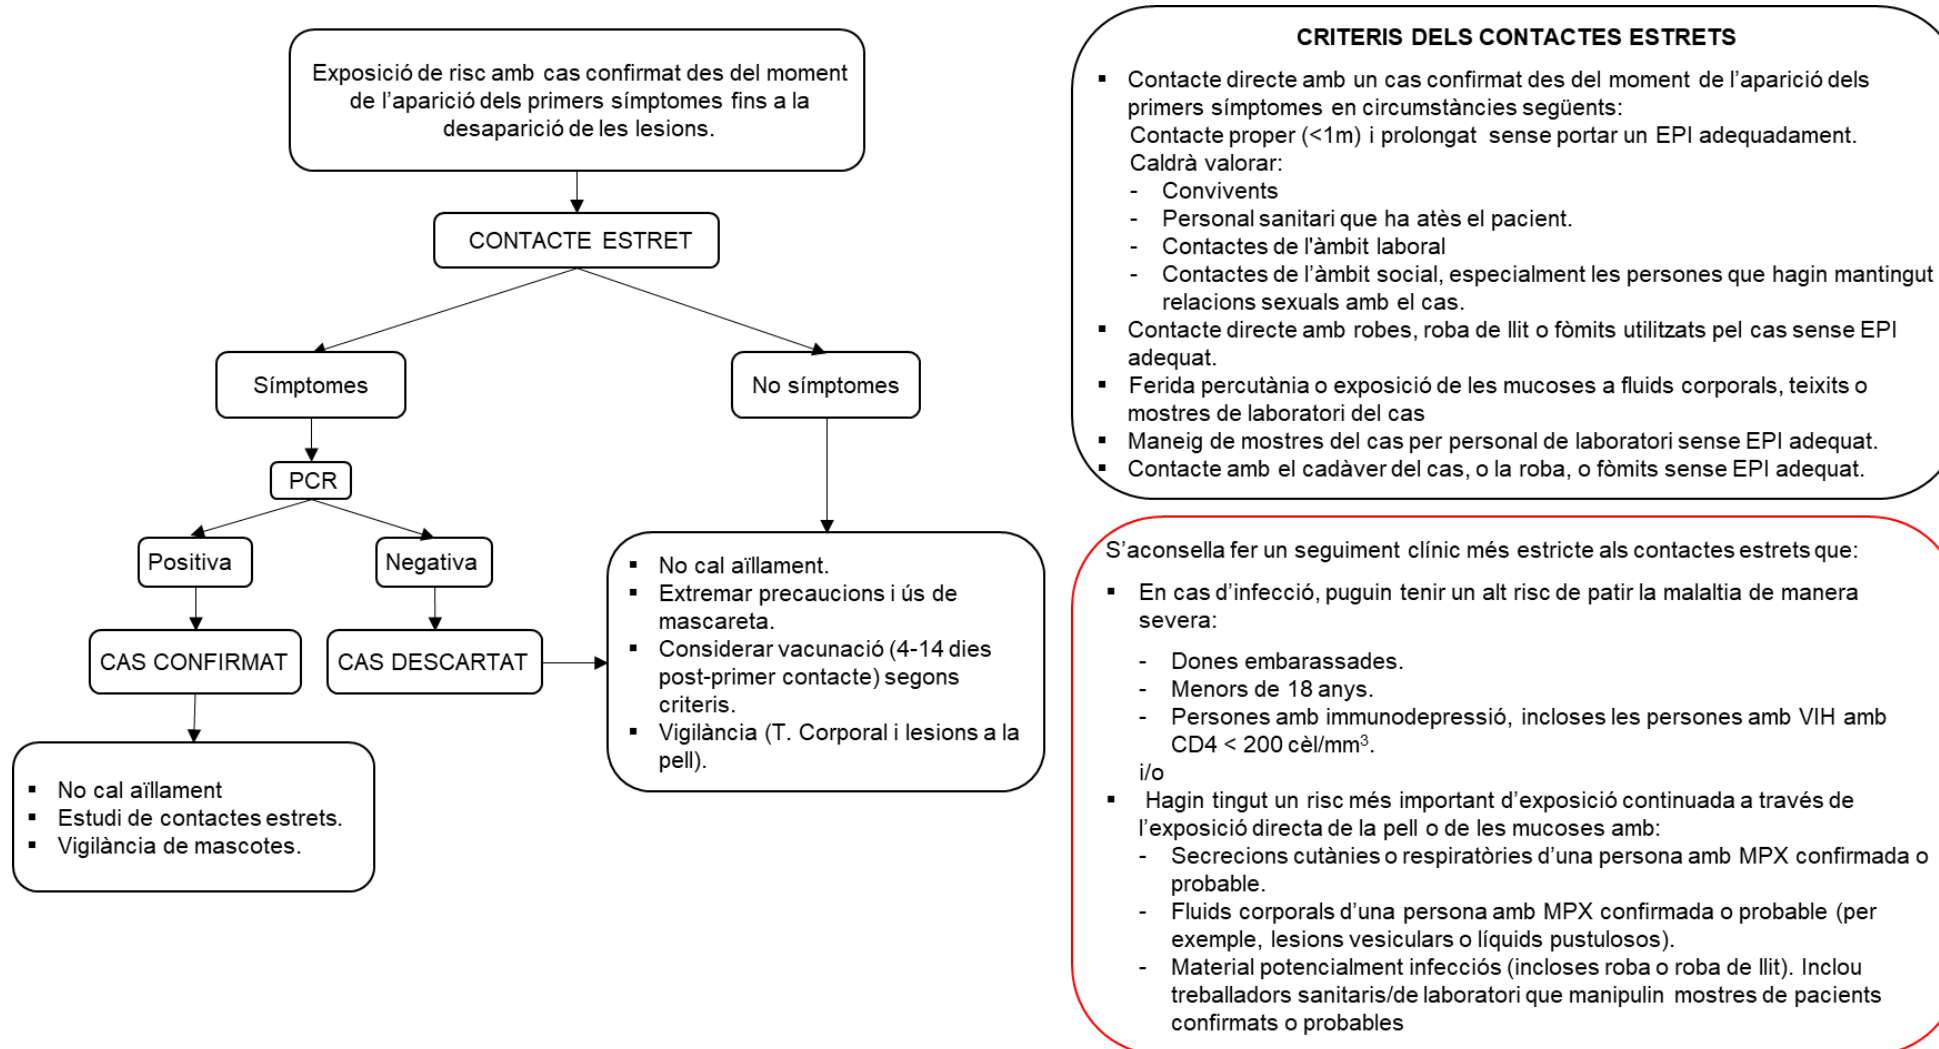 Exposició de risc amb cas confirmat des del moment
de l’aparició dels primers símptomes fins a la
desaparició de les lesions.
CONTACTE ESTRET
Símptomes
No símptomes
PCR
Positiva
Negativa
CAS CONFIRMAT
CAS DESCARTAT
▪ No cal aïllament
▪ Estudi de contactes estrets.
▪ Vigilància de mascotes.
▪ No cal aïllament.
▪ Extremar precaucions i ús de
mascareta.
▪ Considerar vacunació (4-14 dies
post-primer contacte) segons
criteris.
▪ Vigilància (T. Corporal i lesions a la
pell).
CRITERIS DELS CONTACTES ESTRETS
▪ Contacte directe amb un cas confirmat des del moment de l’aparició dels
primers símptomes en circumstàncies següents:
Contacte proper (<1m) i prolongat sense portar un EPI adequadament.
Caldrà valorar:
- Convivents
- Personal sanitari que ha atès el pacient.
- Contactes de l'àmbit laboral
- Contactes de l’àmbit social, especialment les persones que hagin mantingut
relacions sexuals amb el cas.
▪ Contacte directe amb robes, roba de llit o fòmits utilitzats pel cas sense EPI
adequat.
▪ Ferida percutània o exposició de les mucoses a fluids corporals, teixits o
mostres de laboratori del cas
▪ Maneig de mostres del cas per personal de laboratori sense EPI adequat.
▪ Contacte amb el cadàver del cas, o la roba, o fòmits sense EPI adequat.
S’aconsella fer un seguiment clínic més estricte als contactes estrets que:
▪ En cas d’infecció, puguin tenir un alt risc de patir la malaltia de manera
severa:
- Dones embarassades.
- Menors de 18 anys.
- Persones amb immunodepressió, incloses les persones amb VIH amb
CD4 < 200 cèl/mm³.
i/o
▪ Hagin tingut un risc més important d’exposició continuada a través de
l’exposició directa de la pell o de les mucoses amb:
- Secrecions cutànies o respiratòries d’una persona amb MPX confirmada o
probable.
- Fluids corporals d’una persona amb MPX confirmada o probable (per
exemple, lesions vesiculars o líquids pustulosos).
- Material potencialment infecciós (incloses roba o roba de llit). Inclou
treballadors sanitaris/de laboratori que manipulin mostres de pacients
confirmats o probables